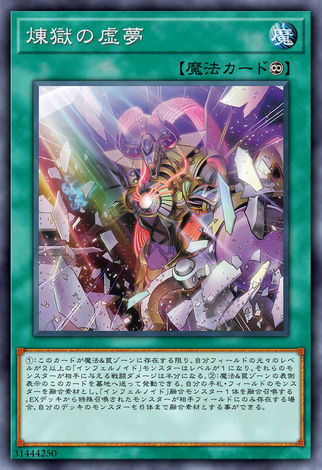 煉獄の虚夢
魔
【魔法カード♾】
①:このカードが魔法&罠ゾーンに存在する限り、自分フィールドの元々のレベ
ルが２以上の「インフェルノイド」モンスターはレベルが１になり、それらのモ
ンスターが相手に与える戦闘ダメージは半分になる。②:魔法&罠ゾーンの表側
表示のこのカードを墓地へ送って発動できる。自分の手札・フィールドのモンス
ターを融合素材とし、「インフェルノイド」融合モンスター１体を融合召喚する。
EXデッキから特殊召喚されたモンスターが相手フィールドにのみ存在する場
合、自分のデッキのモンスターも６体まで融合素材とする事ができる。
31444250